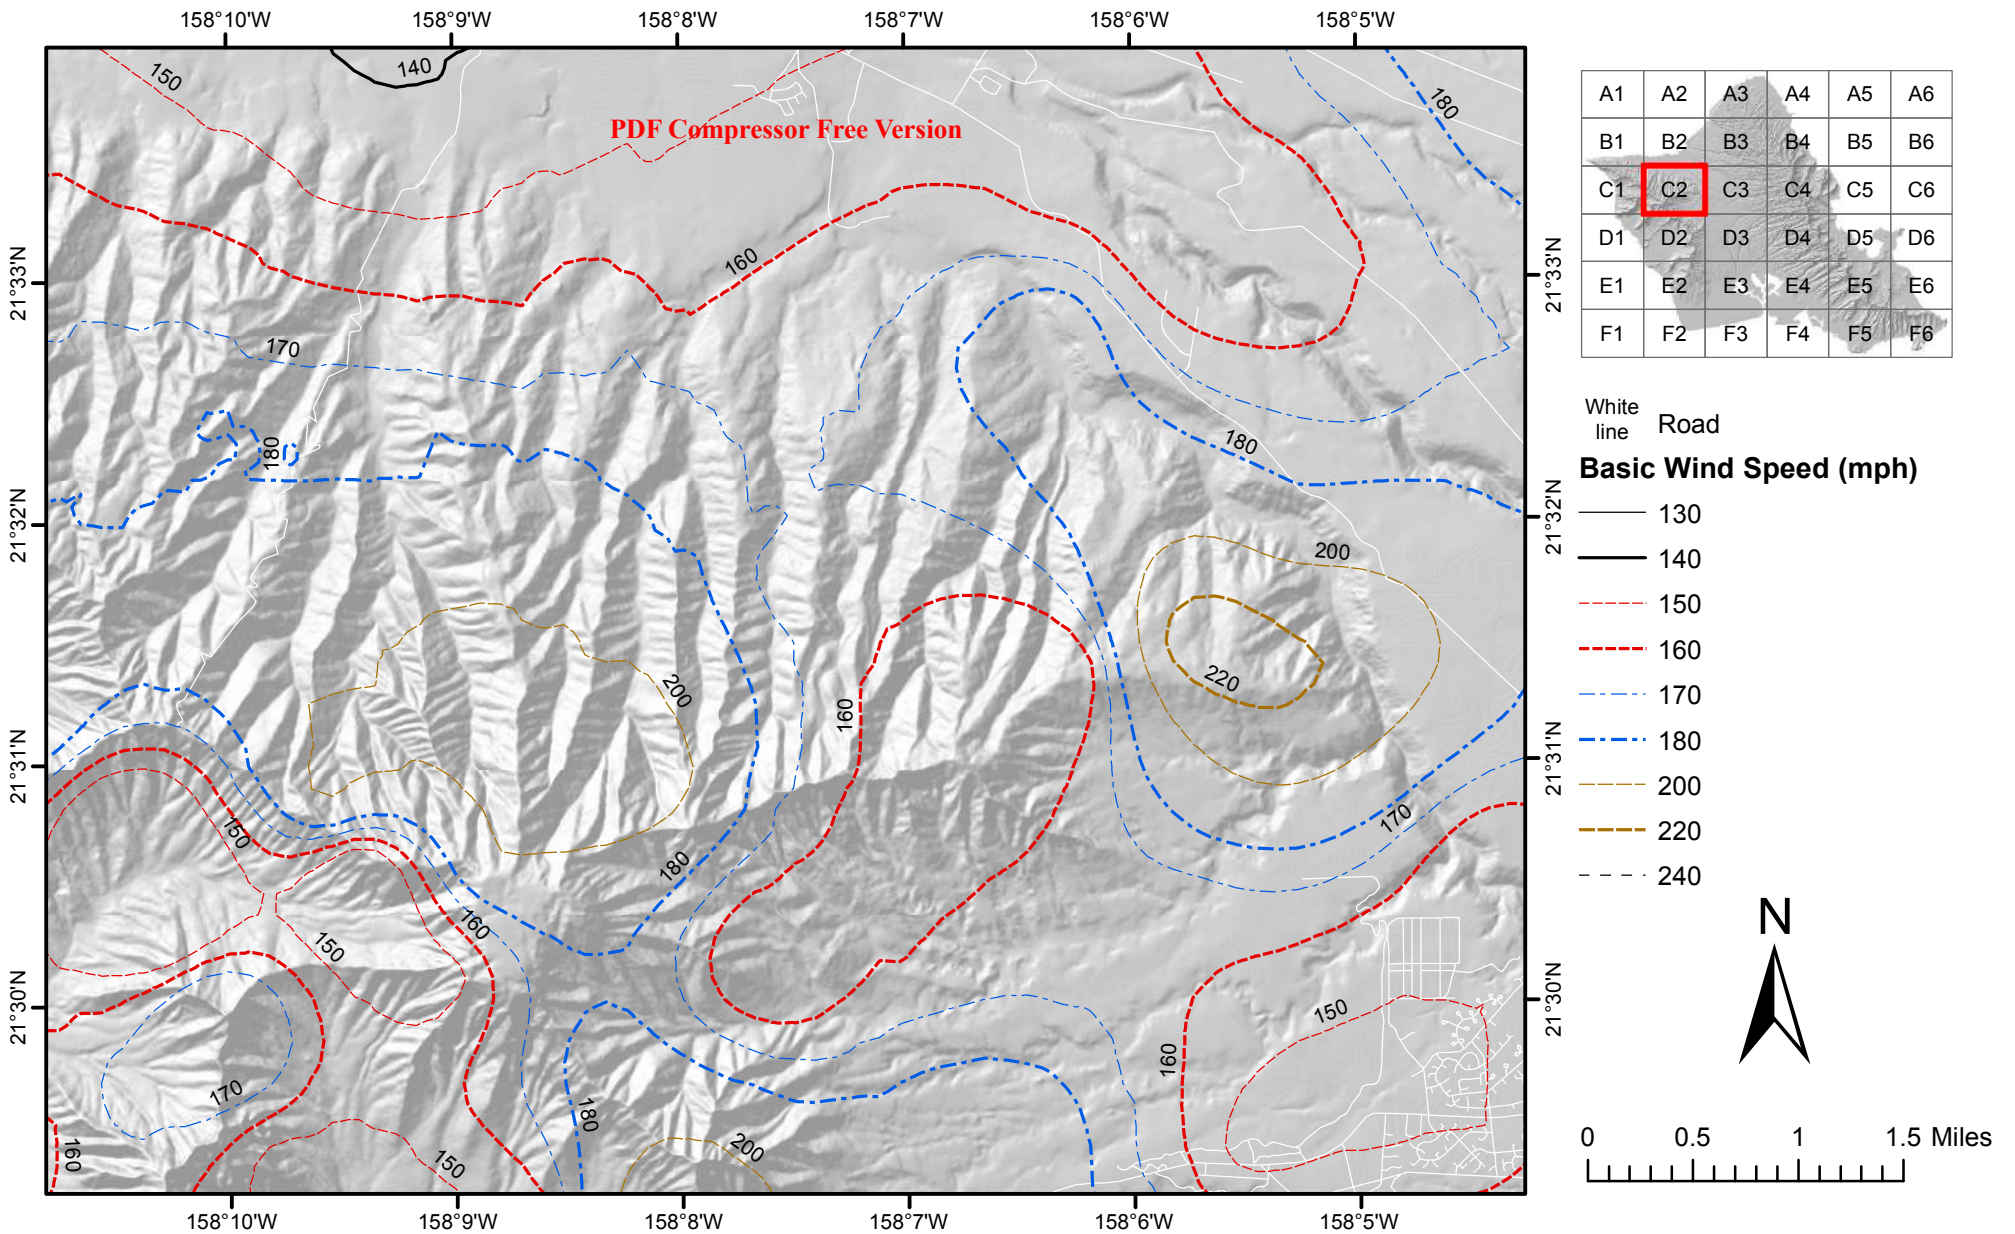 158°10'W 158°9'W 158°8'W 158°7'W 158°6'W 158°5'W
150
140
180
PDF Compressor Free Version
160
21°33'N
21°33'N
170
180
180
21°32'N
21°32'N
200
200
220
160
21°31'N
21°31'N
150
170
180
160
150
21°30'N
21°30'N
150
170
160
180
160
150
200
158°10'W 158°9'W 158°8'W 158°7'W 158°6'W 158°5'W
A1 A2 A3 A4 A5 A6
B1 B2 B3 B4 B5 B6
C1 C2 C3 C4 C5 C6
D1 D2 D3 D4 D5 D6
E1 E2 E3 E4 E5 E6
F1 F2 F3 F4 F5 F6
White
line Road
Basic Wind Speed (mph)
130
140
150
160
170
180
200
220
240
N
0 0.5 1 1.5 Miles